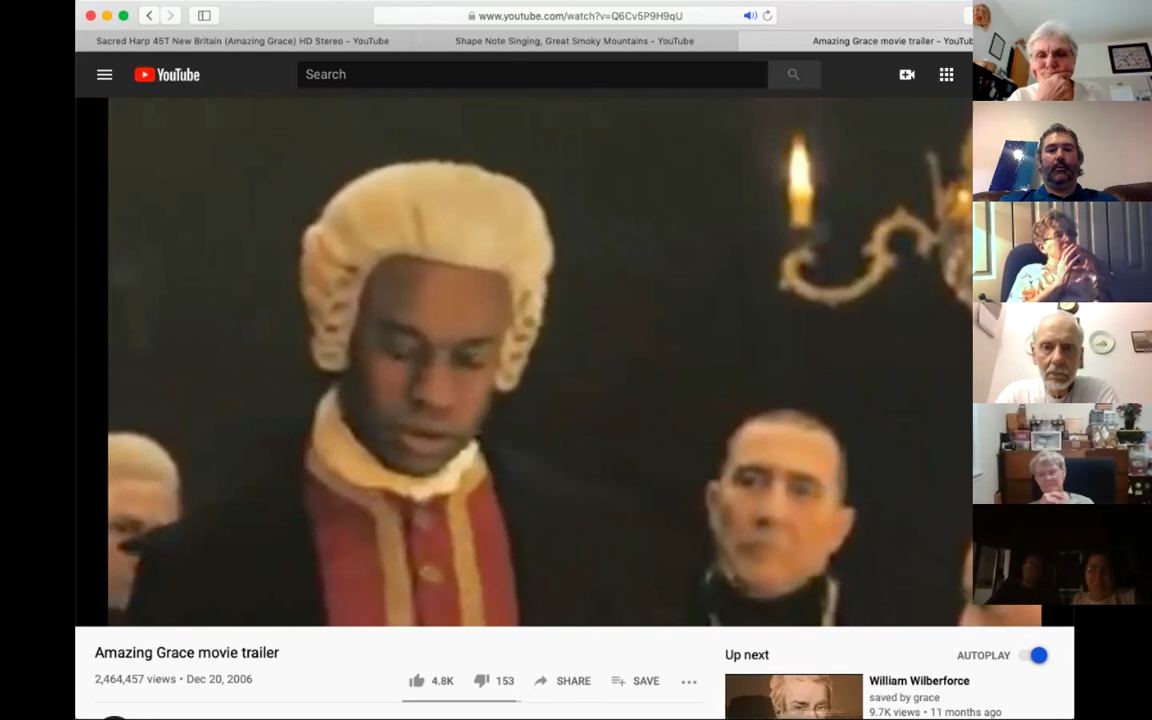 www.youtube.com/watch?v=Q6Cv5P9H9qU
Sacred Harp 45T New Britain (Amazing Grace) HD Stereo - YouTube
Shape Note Singing, Great Smoky Mountains - YouTube
Amazing Grace movie trailer - YouTub
YouTube
Search
Amazing Grace movie trailer
2,464,457 views • Dec 20, 2006
4.8K
153
SHARE
SAVE
Up next
AUTOPLAY
William Wilberforce
saved by grace
9.7K views • 11 months ago